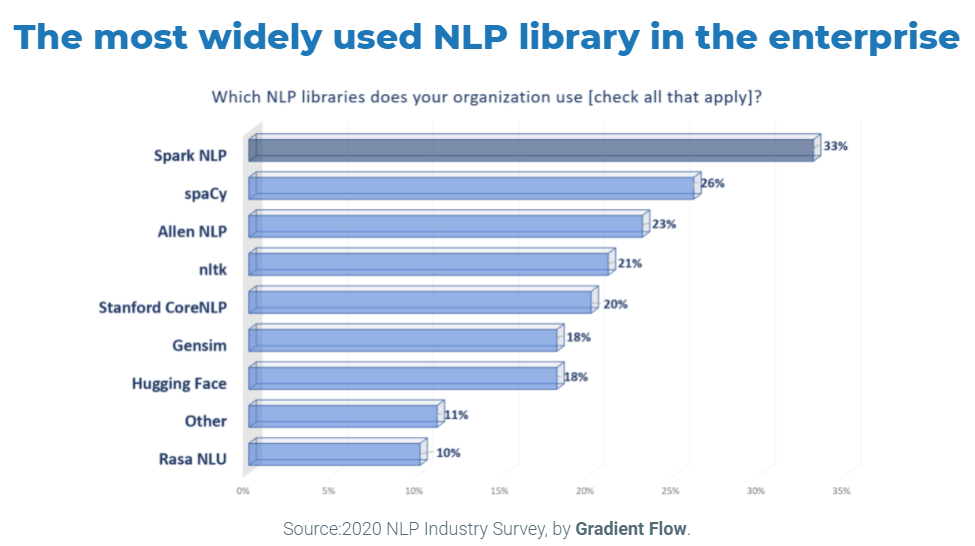 The most widely used NLP library in the enterprise
Which NLP libraries does your organization use [check all that apply]?
Spark NLP 33%
spaCy 26%
Allen NLP 23%
nltk 21%
Stanford CoreNLP 20%
Gensim 18%
Hugging Face 18%
Other 11%
Rasa NLU 10%
0% 5% 10% 15% 20% 25% 30% 35%
Source:2020 NLP Industry Survey, by Gradient Flow.